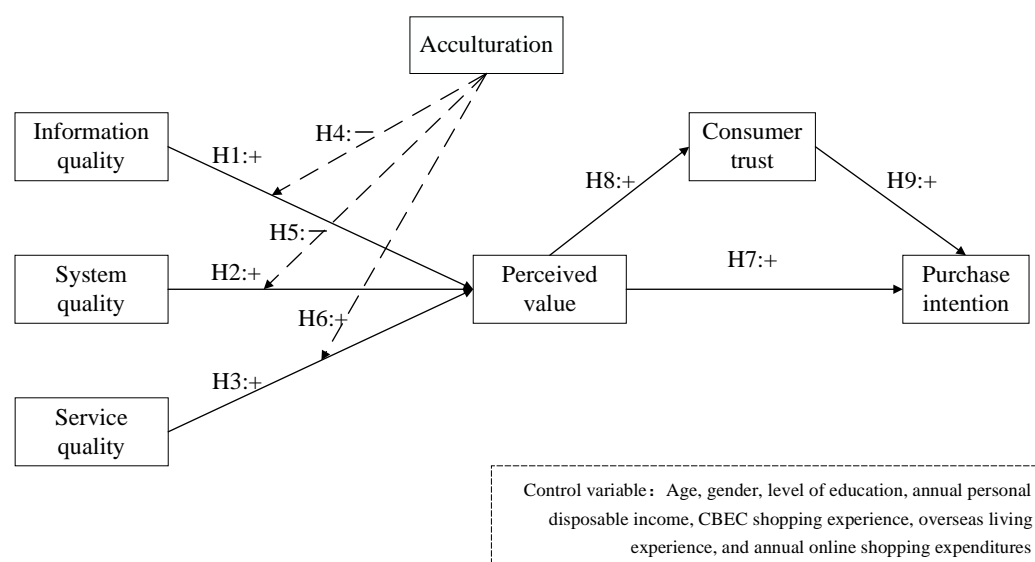 Acculturation
Information
quality
H4:—
Consumer
trust
H1:+
H8:+
H9:+
H5:—
System
quality
H2:+
Perceived
value
H7:+
Purchase
intention
H6:+
H3:+
Service
quality
Control variable：Age, gender, level of education, annual personal
disposable income, CBEC shopping experience, overseas living
experience, and annual online shopping expenditures